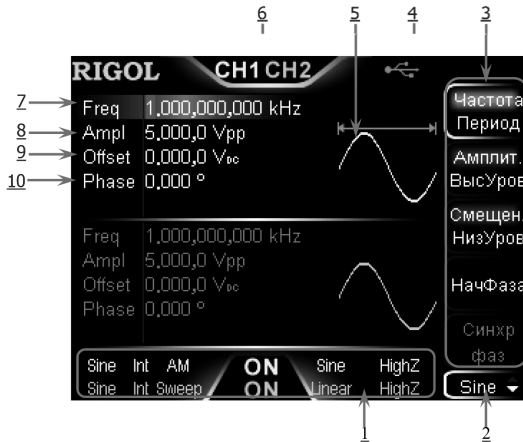 6 5 4 3
RIGOL CH1 CH2
7 Freq 1.000,000,000 kHz
8 Ampl 5.000,0 Vpp
9 Offset 0.000,0 VDC
10 Phase 0.000 °
Частота
Период
Амплит.
ВысУров
Смещен.
НизУров
НачФаза
Синхр
фаз
Freq 1.000,000,000 kHz
Ampl 5.000,0 Vpp
Offset 0.000,0 VDC
Phase 0.000 °
Sine Int AM ON Sine HighZ
Sine Int Sweep ON Linear HighZ
Sine
1 2